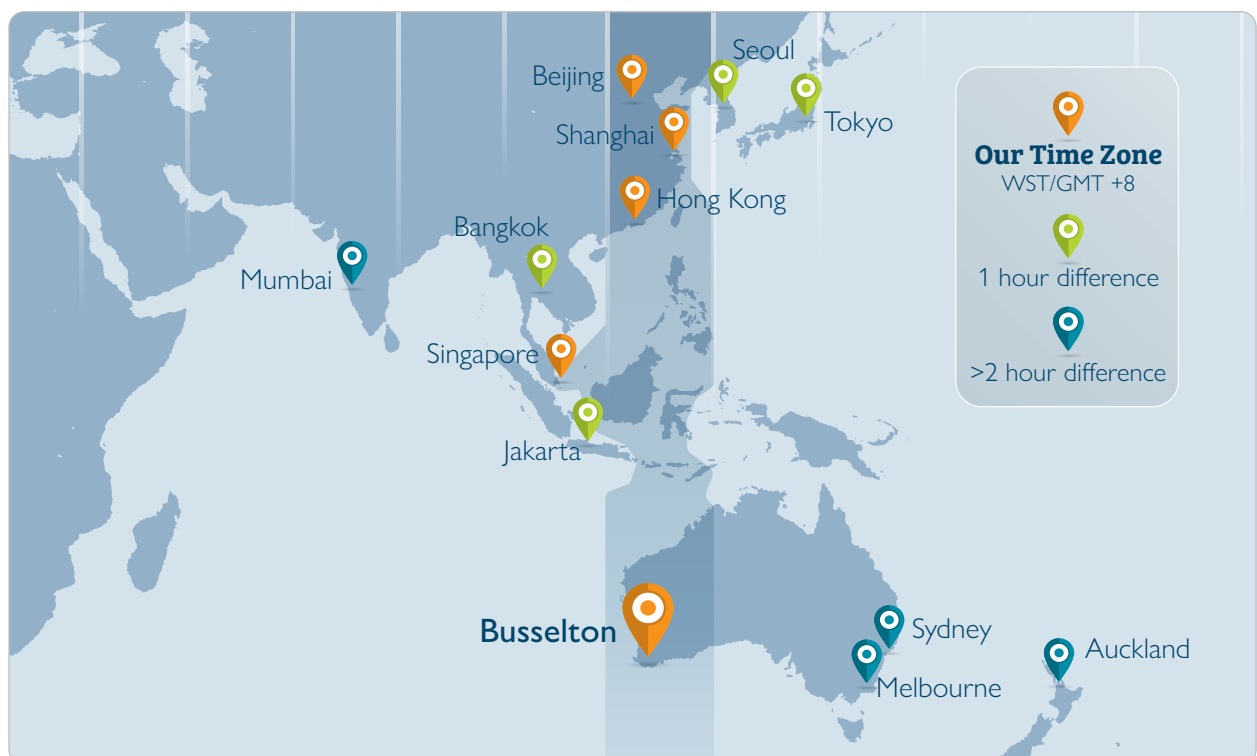 Seoul
Beijing
Tokyo
Shanghai
Hong Kong
Bangkok
Mumbai
Singapore
Jakarta
Busselton
Sydney
Auckland
Melbourne
Our Time Zone
WST/GMT +8
1 hour difference
>2 hour difference